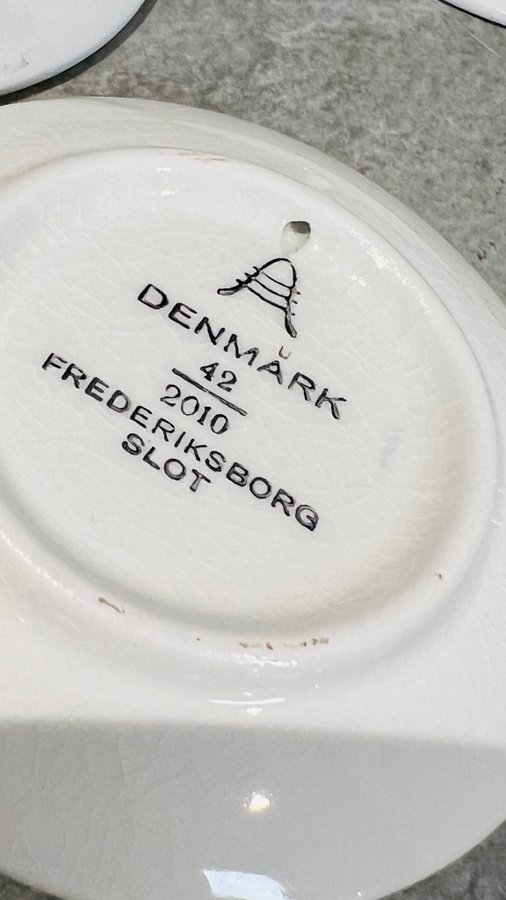 DENMARK
42
2010
FREDERIKSBORG
SLOT